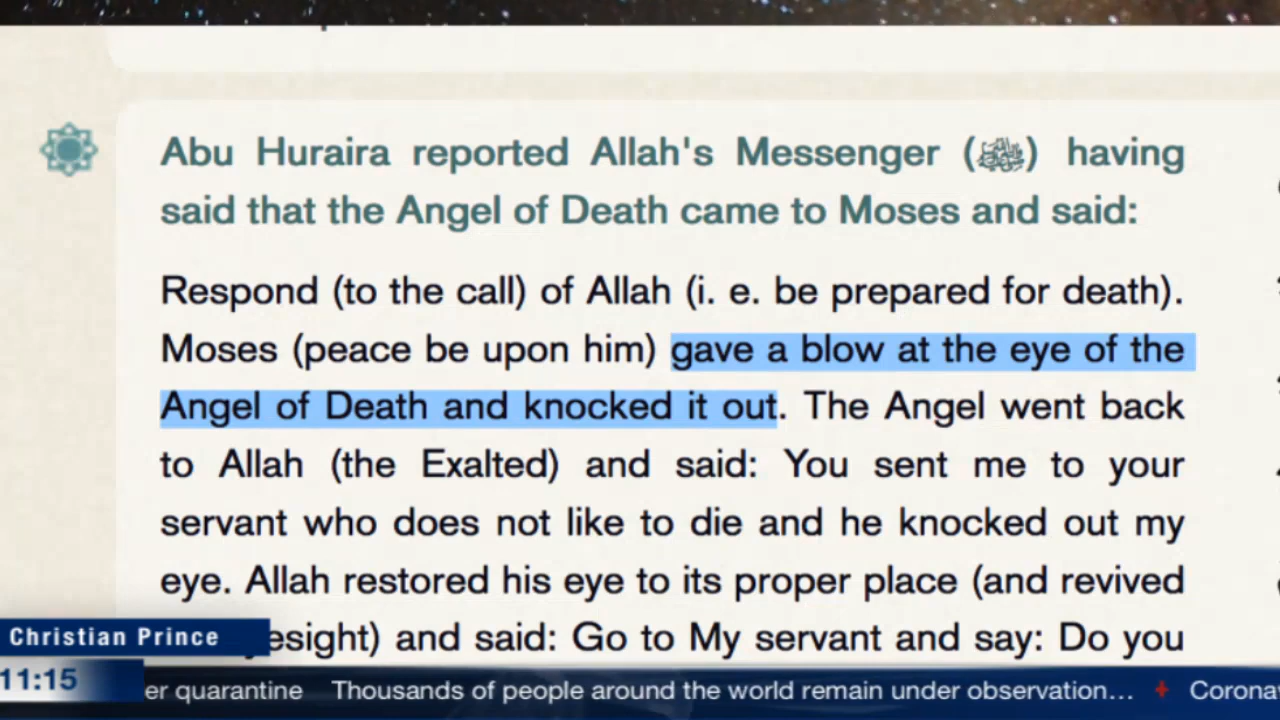 Abu Huraira reported Allah's Messenger (ﷺ) having
said that the Angel of Death came to Moses and said:
Respond (to the call) of Allah (i. e. be prepared for death).
Moses (peace be upon him) gave a blow at the eye of the
Angel of Death and knocked it out. The Angel went back
to Allah (the Exalted) and said: You sent me to your
servant who does not like to die and he knocked out my
eye. Allah restored his eye to its proper place (and revived
esight) and said: Go to My servant and say: Do you
Christian Prince
11:15
er quarantine Thousands of people around the world remain under observation... Corona